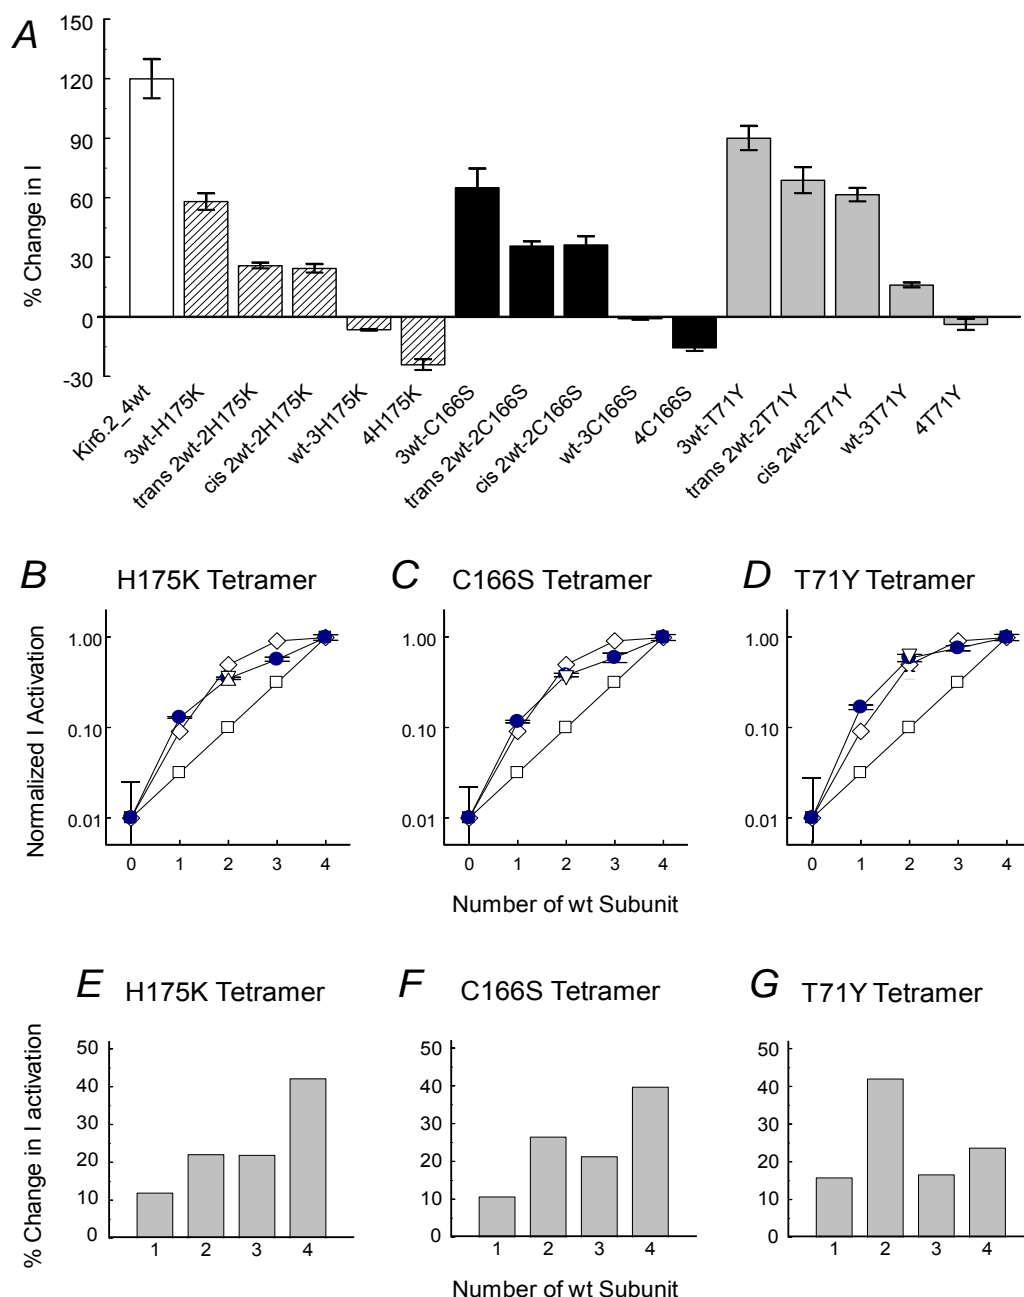 A
% Change in I
150
120
90
60
30
0
-30
Kir6.2_4wt
3wt-H175K
trans 2wt-2H175K
cis 2wt-2H175K
wt-3H175K
4H175K
3wt-C166S
trans 2wt-2C166S
cis 2wt-2C166S
wt-3C166S
4C166S
3wt-T71Y
trans 2wt-2T71Y
cis 2wt-2T71Y
wt-3T71Y
4T71Y
B H175K Tetramer
C C166S Tetramer
D T71Y Tetramer
Normalized I Activation
1.00 1.00 1.00
0.10 0.10 0.10
0.01 0.01 0.01
0 1 2 3 4 0 1 2 3 4 0 1 2 3 4
Number of wt Subunit
E H175K Tetramer
F C166S Tetramer
G T71Y Tetramer
% Change in I activation
50 50 50
40 40 40
30 30 30
20 20 20
10 10 10
0 0 0
1 2 3 4 1 2 3 4 1 2 3 4
Number of wt Subunit